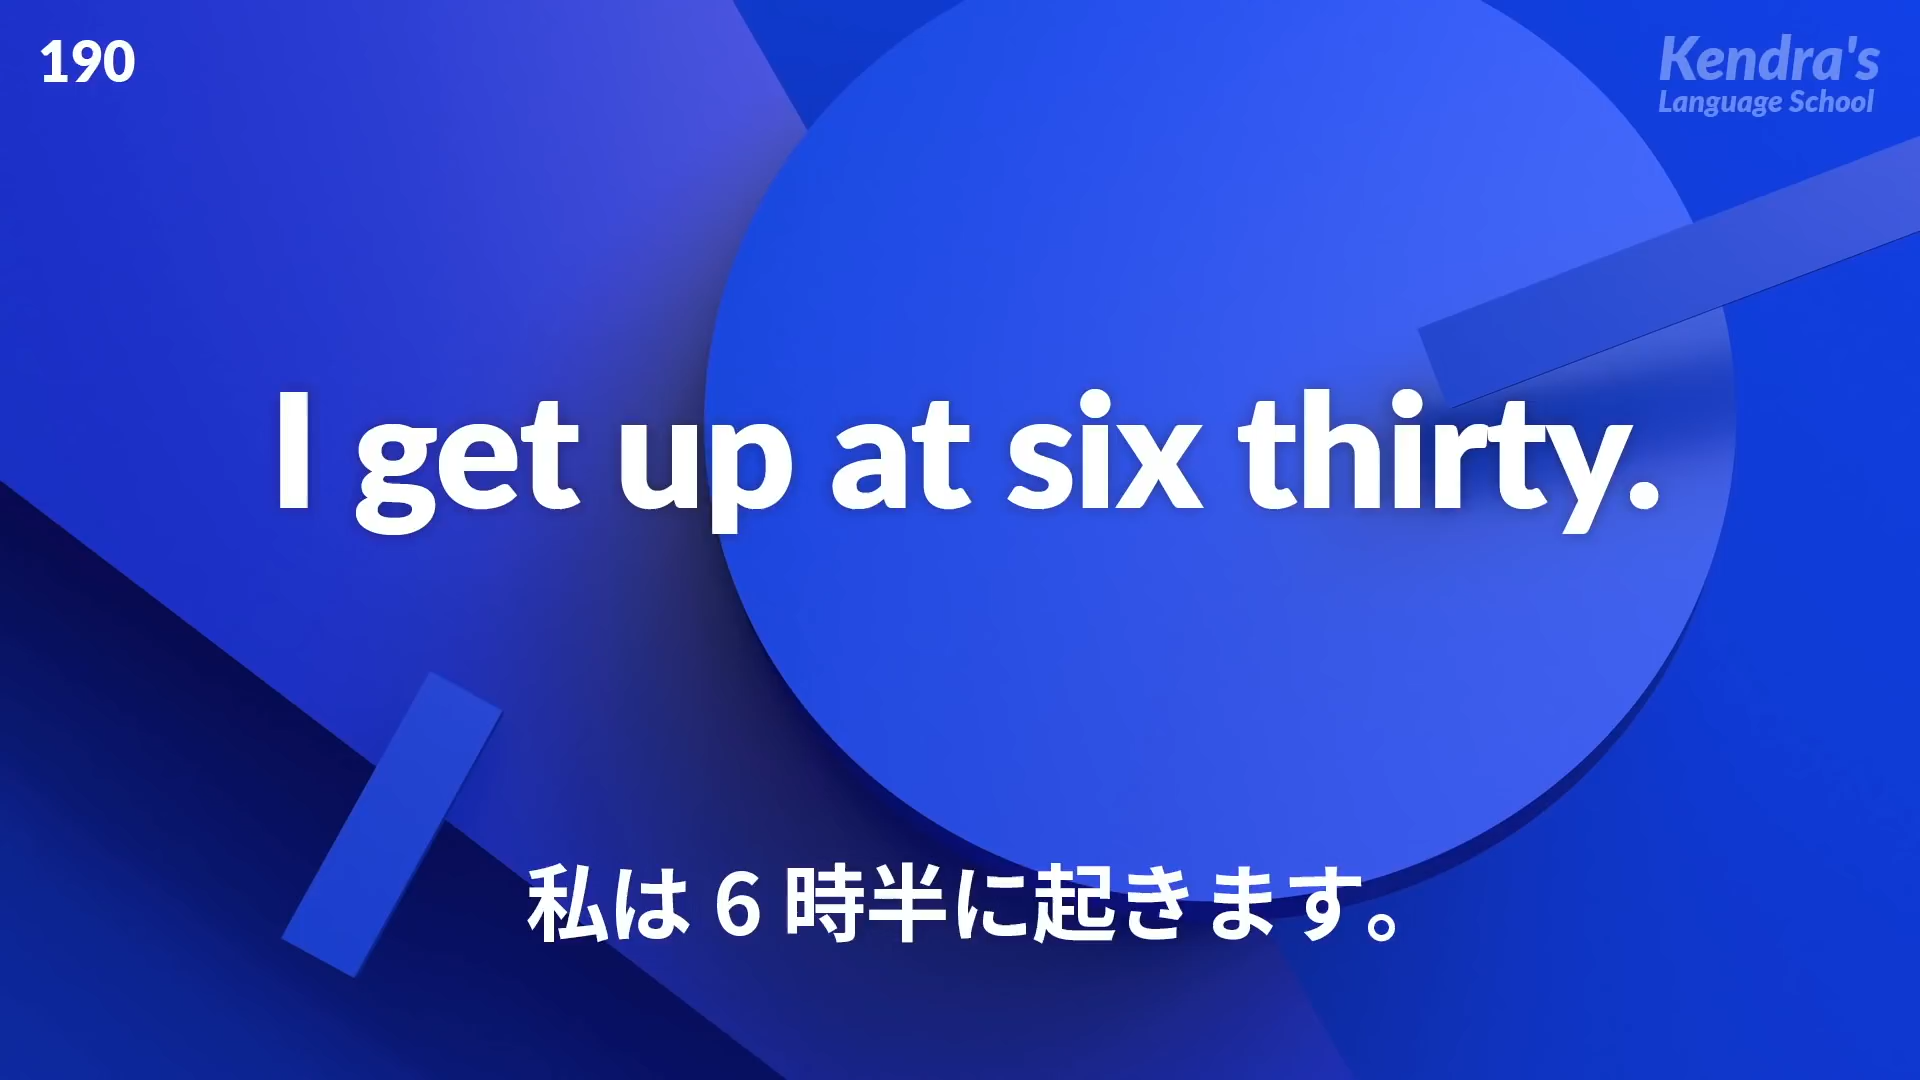 190
Kendra's
Language School
I get up at six thirty.
私は6時半に起きます。